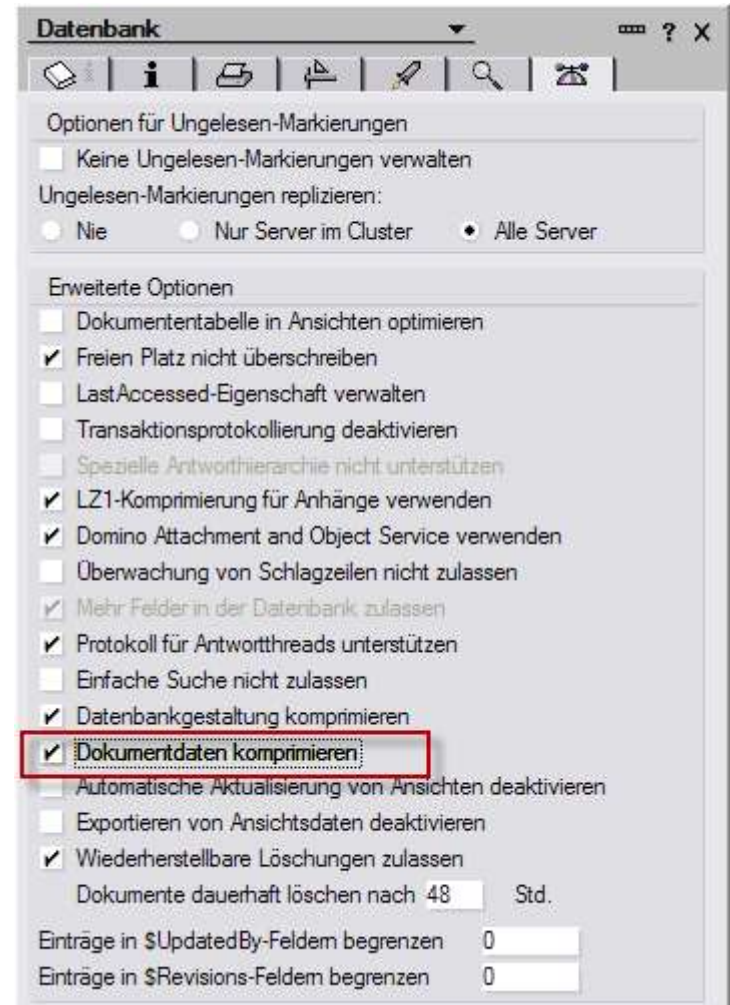 Datenbank ? X
i i
Optionen für Ungelesen-Markierungen
Keine Ungelesen-Markierungen verwalten
Ungelesen-Markierungen replizieren:
Nie Nur Server im Cluster Alle Server
Erweiterte Optionen
Dokumententabelle in Ansichten optimieren
Freien Platz nicht überschreiben
LastAccessed-Eigenschaft verwalten
Transaktionsprotokollierung deaktivieren
Spezielle Antworthierarchie nicht unterstützen
LZ1-Komprimierung für Anhänge verwenden
Domino Attachment and Object Service verwenden
Überwachung von Schlagzeilen nicht zulassen
Mehr Felder in der Datenbank zulassen
Protokoll für Antwortthreads unterstützen
Einfache Suche nicht zulassen
Datenbankgestaltung komprimieren
Dokumentdaten komprimieren
Automatische Aktualisierung von Ansichten deaktivieren
Exportieren von Ansichtsdaten deaktivieren
Wiederherstellbare Löschungen zulassen
Dokumente dauerhaft löschen nach 48 Std.
Einträge in $UpdatedBy-Feldern begrenzen 0
Einträge in $Revisions-Feldern begrenzen 0